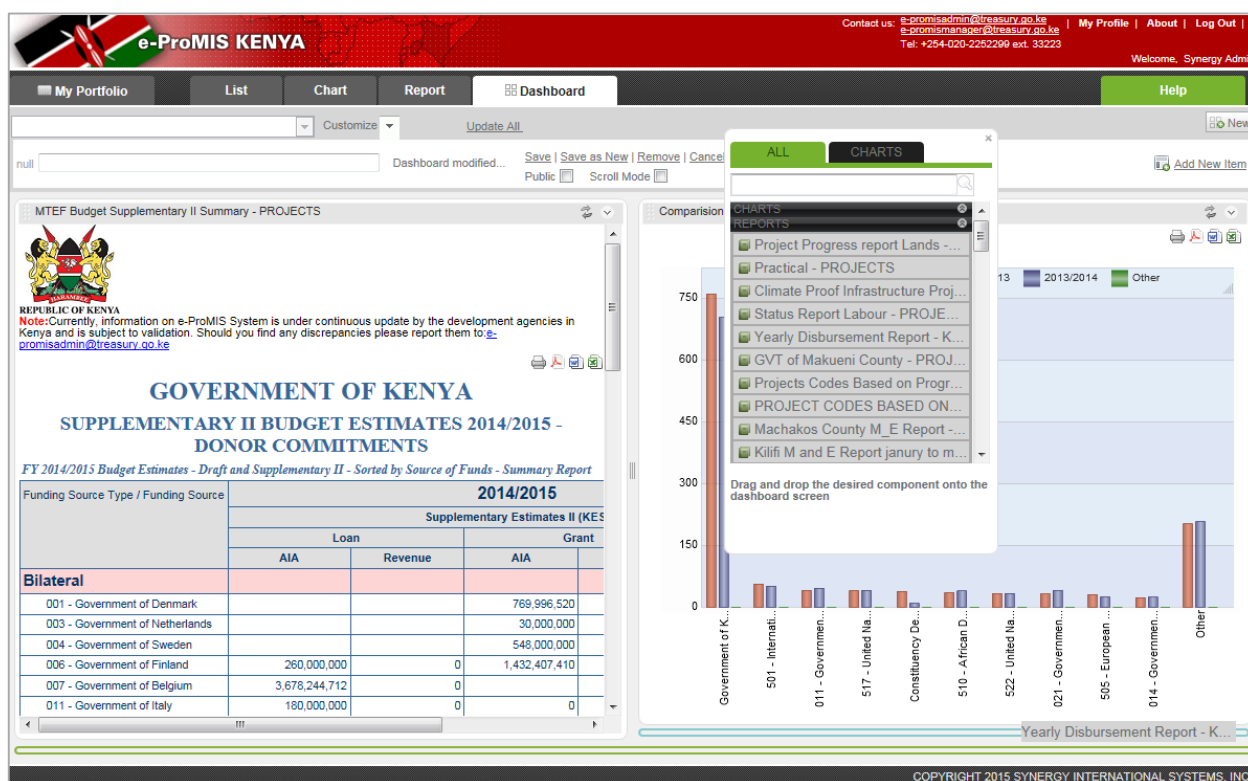 e-ProMIS KENYA
Contact us: e-promisadmin@treasury.go.ke | My Profile | About | Log Out |
e-promismanager@treasury.go.ke
Tel: +254-020-2252299 ext. 33223
Welcome, Synergy Admi
My Portfolio List Chart Report Dashboard Help
Customize Update All New
null Dashboard modified... Save | Save as New | Remove | Cancel
Public Scroll Mode
Add New Item
MTEF Budget Supplementary II Summary - PROJECTS
HARAMBEE
REPUBLIC OF KENYA
Note:Currently, information on e-ProMIS System is under continuous update by the development agencies in
Kenya and is subject to validation. Should you find any discrepancies please report them to:e-
promisadmin@treasury.go.ke
GOVERNMENT OF KENYA
SUPPLEMENTARY II BUDGET ESTIMATES 2014/2015 -
DONOR COMMITMENTS
FY 2014/2015 Budget Estimates - Draft and Supplementary II - Sorted by Source of Funds - Summary Report
Funding Source Type / Funding Source 2014/2015
Supplementary Estimates II (KES
Loan Grant
AIA Revenue AIA
Bilateral
001 - Government of Denmark 769,996,520
003 - Government of Netherlands 30,000,000
004 - Government of Sweden 548,000,000
006 - Government of Finland 260,000,000 0 1,432,407,410
007 - Government of Belgium 3,678,244,712 0
011 - Government of Italy 180,000,000 0 0
Comparision
ALL CHARTS
CHARTS
REPORTS
Project Progress report Lands -...
Practical - PROJECTS
Climate Proof Infrastructure Proj...
Status Report Labour - PROJE...
Yearly Disbursement Report - K...
GVT of Makueni County - PROJ...
Projects Codes Based on Progr...
PROJECT CODES BASED ON...
Machakos County M_E Report -...
Kilifi M and E Report janury to m...
Drag and drop the desired component onto the
dashboard screen
13 2013/2014 Other
750
600
450
300
150
0
Government of K...
501 - Internati...
011 - Governmen...
517 - United Na...
Constituency De...
510 - African D...
522 - United Na...
021 - Governmen...
505 - European ...
014 - Governmen...
Other
Yearly Disbursement Report - K...
COPYRIGHT 2015 SYNERGY INTERNATIONAL SYSTEMS, INC